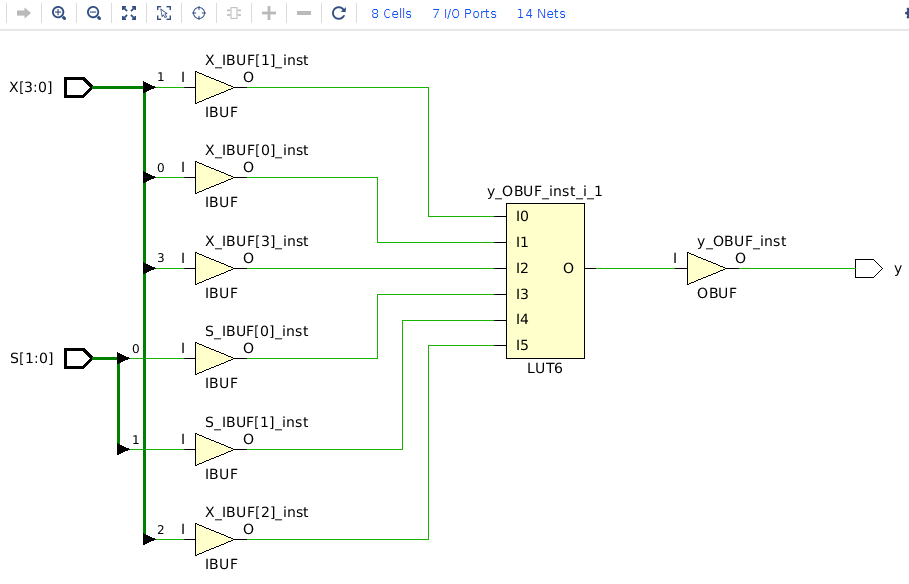 8 Cells 7 I/O Ports 14 Nets
X_IBUF[1]_inst
X[3:0] 1 I O
IBUF
X_IBUF[0]_inst
0 I O
IBUF
y_OBUF_inst_i_1
I0
X_IBUF[3]_inst I1 y_OBUF_inst
3 I O I2 O I O y
IBUF I3 OBUF
I4
S_IBUF[0]_inst
I5
S[1:0] 0 I O
LUT6
IBUF
S_IBUF[1]_inst
1 I O
IBUF
X_IBUF[2]_inst
2 I O
IBUF